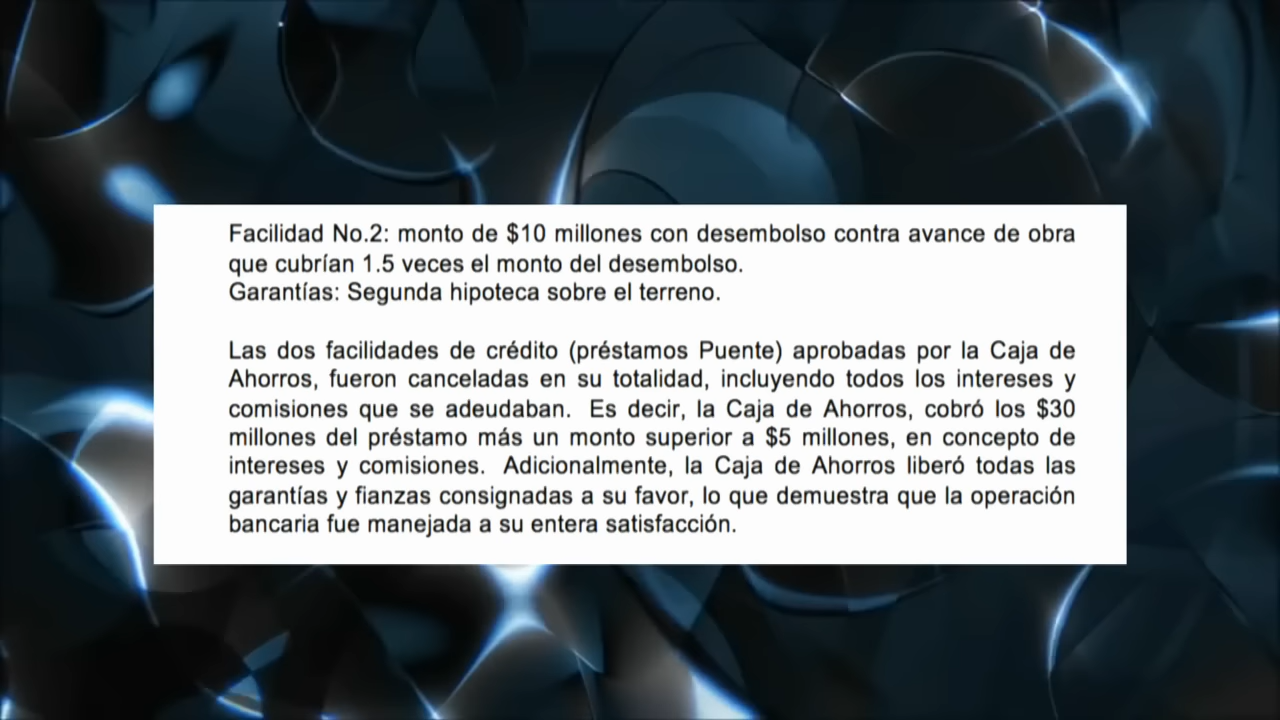 Facilidad No.2: monto de $10 millones con desembolso contra avance de obra
que cubrían 1.5 veces el monto del desembolso.
Garantías: Segunda hipoteca sobre el terreno.
Las dos facilidades de crédito (préstamos Puente) aprobadas por la Caja de
Ahorros, fueron canceladas en su totalidad, incluyendo todos los intereses y
comisiones que se adeudaban. Es decir, la Caja de Ahorros, cobró los $30
millones del préstamo más un monto superior a $5 millones, en concepto de
intereses y comisiones. Adicionalmente, la Caja de Ahorros liberó todas las
garantías y fianzas consignadas a su favor, lo que demuestra que la operación
bancaria fue manejada a su entera satisfacción.